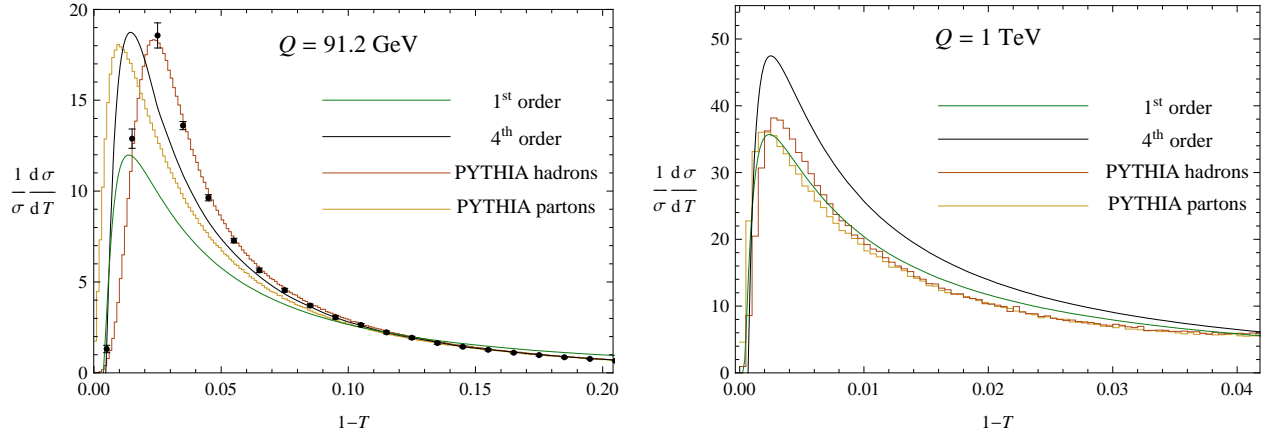 Q = 91.2 GeV
1st order
4th order
PYTHIA hadrons
PYTHIA partons
1/σ dσ/dT
20
15
10
5
0
0.00 0.05 0.10 0.15 0.20
1-T
Q = 1 TeV
1st order
4th order
PYTHIA hadrons
PYTHIA partons
1/σ dσ/dT
50
40
30
20
10
0
0.00 0.01 0.02 0.03 0.04
1-T